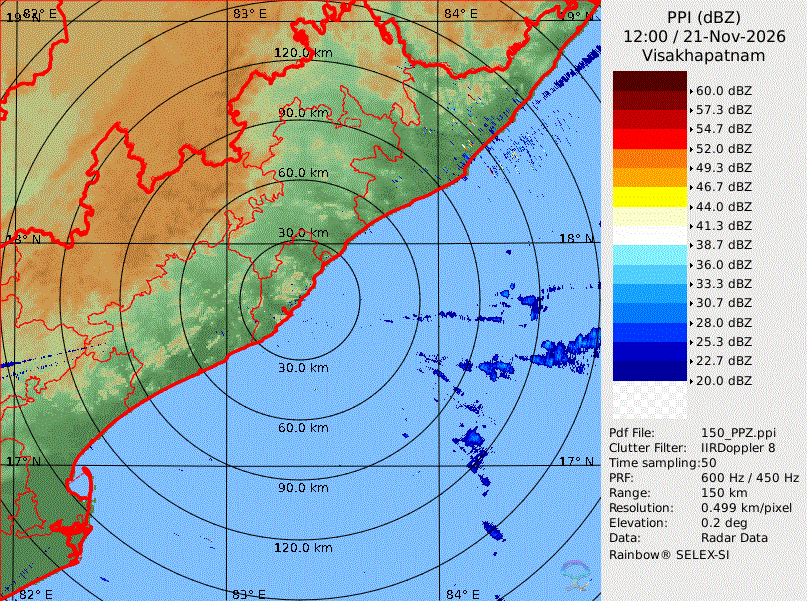 82° E 83° E 84° E
19° N 19° N
120.0 km
90.0 km
60.0 km
30.0 km
18° N 18° N
30.0 km
60.0 km
17° N 17° N
90.0 km
120.0 km
82° E 83° E 84° E
PPI (dBZ)
12:00 / 21-Nov-2026
Visakhapatnam
60.0 dBZ
57.3 dBZ
54.7 dBZ
52.0 dBZ
49.3 dBZ
46.7 dBZ
44.0 dBZ
41.3 dBZ
38.7 dBZ
36.0 dBZ
33.3 dBZ
30.7 dBZ
28.0 dBZ
25.3 dBZ
22.7 dBZ
20.0 dBZ
Pdf File: 150_PPZ.ppi
Clutter Filter: IIRDoppler 8
Time sampling:50
PRF: 600 Hz / 450 Hz
Range: 150 km
Resolution: 0.499 km/pixel
Elevation: 0.2 deg
Data: Radar Data
Rainbow® SELEX-SI